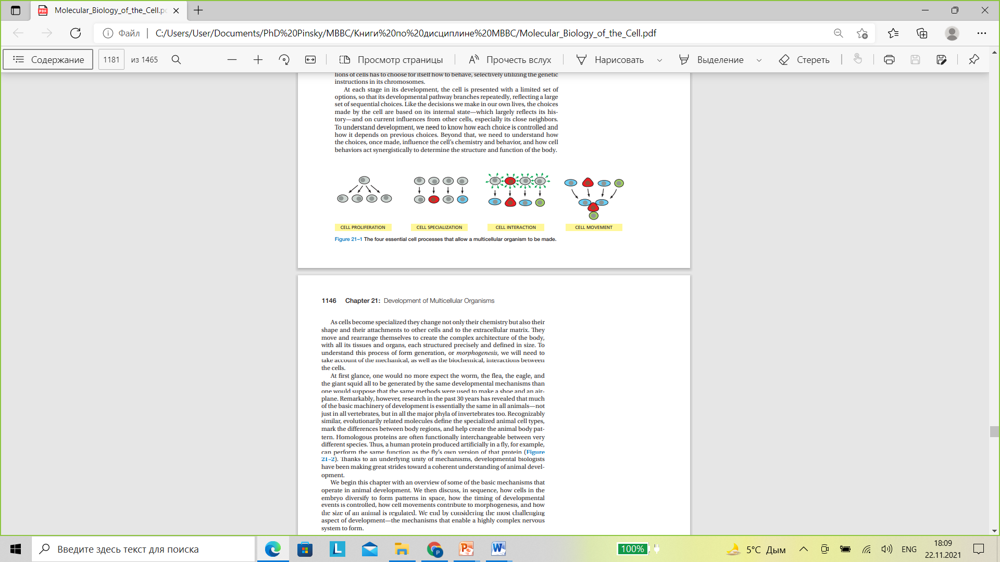 Molecular_Biology_of_the_Cell.pd
Файл
C:/Users/User/Documents/PhD%20Pinsky/MBBC/Книги%20по%20дисциплине%20MBBC/Molecular_Biology_of_the_Cell.pdf
Содержание
1181 из 1465
Просмотр страницы
Прочесть вслух
Нарисовать
Выделение
Стереть
lions of cells has to choose for itself how to behave, selectively utilizing the genetic
instructions in its chromosomes.
At each stage in its development, the cell is presented with a limited set of
options, so that its developmental pathway branches repeatedly, reflecting a large
set of sequential choices. Like the decisions we make in our own lives, the choices
made by the cell are based on its internal state—which largely reflects its his-
tory—and on current influences from other cells, especially its close neighbors.
To understand development, we need to know how each choice is controlled and
how it depends on previous choices. Beyond that, we need to understand how
the choices, once made, influence the cell's chemistry and behavior, and how cell
behaviors act synergistically to determine the structure and function of the body.
CELL PROLIFERATION
CELL SPECIALIZATION
CELL INTERACTION
CELL MOVEMENT
Figure 21–1 The four essential cell processes that allow a multicellular organism to be made.
1146 Chapter 21: Development of Multicellular Organisms
As cells become specialized they change not only their chemistry but also their
shape and their attachments to other cells and to the extracellular matrix. They
move and rearrange themselves to create the complex architecture of the body,
with all its tissues and organs, each structured precisely and defined in size. To
understand this process of form generation, or morphogenesis, we will need to
take account of the mechanical, as well as the biochemical, interactions between
the cells.
At first glance, one would no more expect the worm, the flea, the eagle, and
the giant squid all to be generated by the same developmental mechanisms than
one would suppose that the same methods were used to make a shoe and an air-
plane. Remarkably, however, research in the past 30 years has revealed that much
of the basic machinery of development is essentially the same in all animals—not
just in all vertebrates, but in all the major phyla of invertebrates too. Recognizably
similar, evolutionarily related molecules define the specialized animal cell types,
mark the differences between body regions, and help create the animal body pat-
tern. Homologous proteins are often functionally interchangeable between very
different species. Thus, a human protein produced artificially in a fly, for example,
can perform the same function as the fly's own version of that protein (Figure
21–2). Thanks to an underlying unity of mechanisms, developmental biologists
have been making great strides toward a coherent understanding of animal devel-
opment.
We begin this chapter with an overview of some of the basic mechanisms that
operate in animal development. We then discuss, in sequence, how cells in the
embryo diversify to form patterns in space, how the timing of developmental
events is controlled, how cell movements contribute to morphogenesis, and how
the size of an animal is regulated. We end by considering the most challenging
aspect of development—the mechanisms that enable a highly complex nervous
system to form.
Введите здесь текст для поиска
100%
5°C Дым
ENG
18:09
22.11.2021